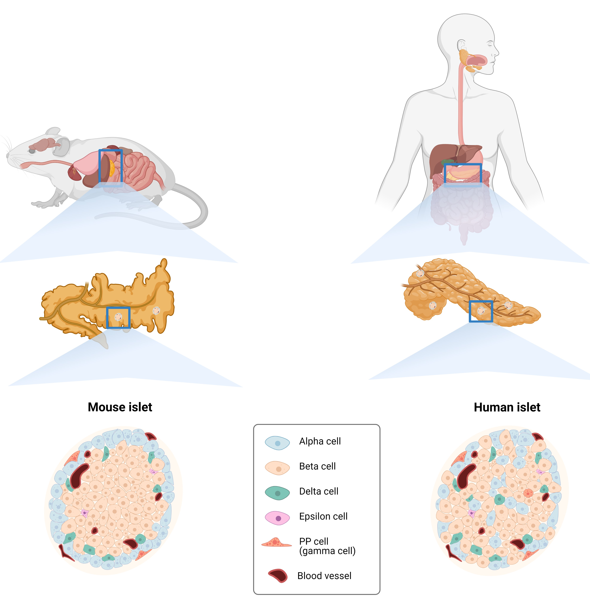 Mouse islet
Human islet
Alpha cell
Beta cell
Delta cell
Epsilon cell
PP cell
(gamma cell)
Blood vessel